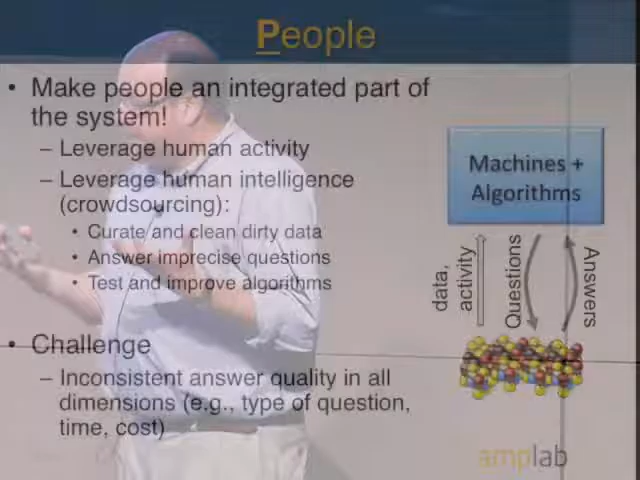 People
• Make people an integrated part of
the system!
– Leverage human activity
– Leverage human intelligence
(crowdsourcing):
• Curate and clean dirty data
• Answer imprecise questions
• Test and improve algorithms
• Challenge
– Inconsistent answer quality in all
dimensions (e.g., type of question,
time, cost)
Machines +
Algorithms
data,
activity
Questions
Answers
amplab